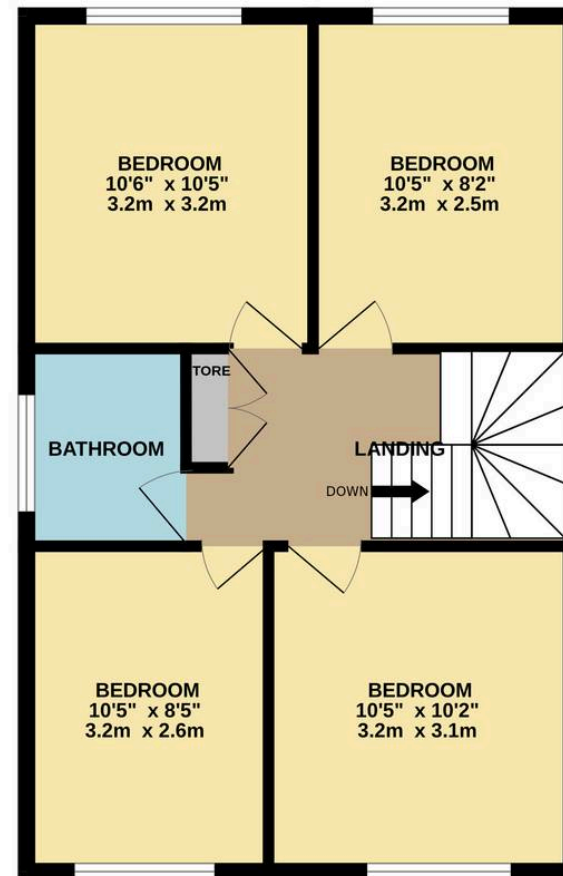 BEDROOM
10'6" x 10'5"
3.2m x 3.2m
BEDROOM
10'5" x 8'2"
3.2m x 2.5m
TORE
BATHROOM
LANDING
DOWN
BEDROOM
10'5" x 8'5"
3.2m x 2.6m
BEDROOM
10'5" x 10'2"
3.2m x 3.1m